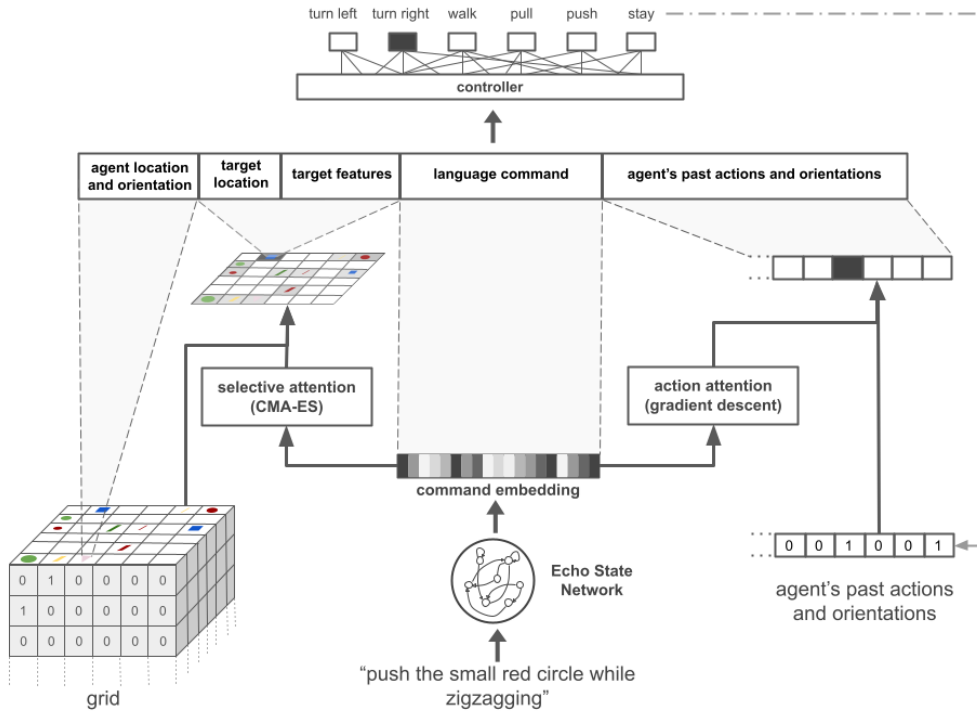 turn left turn right walk pull push stay
controller
agent location
and orientation
target
location
target features
language command
agent's past actions and orientations
selective attention
(CMA-ES)
action attention
(gradient descent)
command embedding
0 1 0 0 0 0
1 0 0 0 0 0
0 0 0 0 0 0
grid
Echo State
Network
“push the small red circle while
zigzagging”
0 0 1 0 0 1
agent's past actions
and orientations